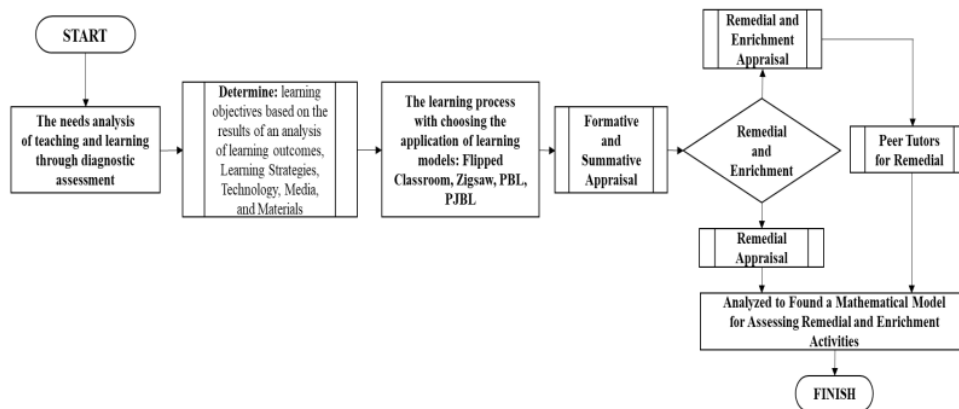 START
The needs analysis
of teaching and learning
through diagnostic
assessment
Determine: learning
objectives based on the
results of an analysis
of learning outcomes,
Learning Strategies,
Technology, Media,
and Materials
The learning process
with choosing the
application of learning
models: Flipped
Classroom, Zigsaw, PBL,
PJBL
Formative
and
Summative
Appraisal
Remedial
and
Enrichment
Remedial and
Enrichment
Appraisal
Peer Tutors
for Remedial
Remedial
Appraisal
Analyzed to Found a Mathematical Model
for Assessing Remedial and Enrichment
Activities
FINISH